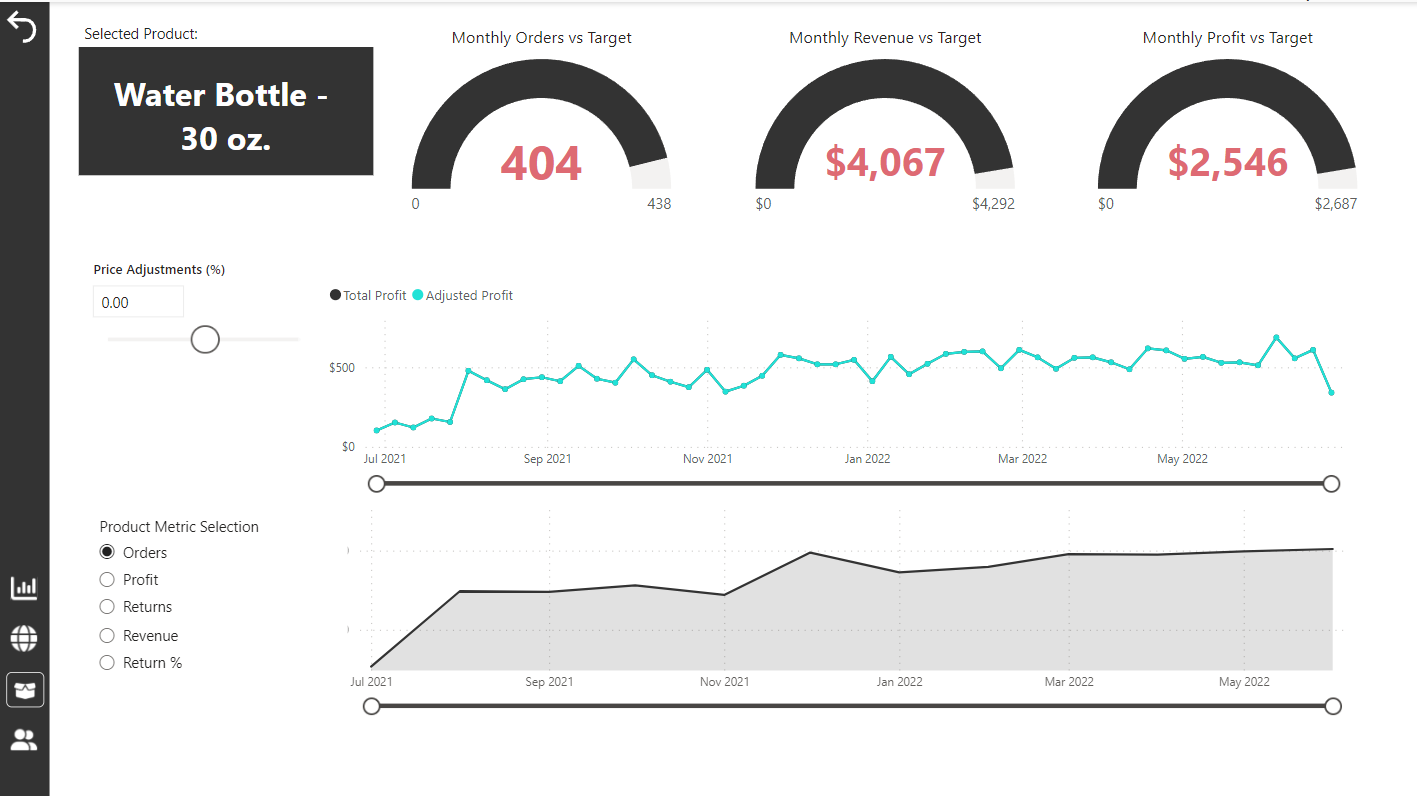 Selected Product:
Water Bottle -
30 oz.
Monthly Orders vs Target
404
0
438
Monthly Revenue vs Target
$4,067
$0
$4,292
Monthly Profit vs Target
$2,546
$0
$2,687
Price Adjustments (%)
0.00
Total Profit Adjusted Profit
$500
$0
Jul 2021 Sep 2021 Nov 2021 Jan 2022 Mar 2022 May 2022
Product Metric Selection
Orders
Profit
Returns
Revenue
Return %
Jul 2021 Sep 2021 Nov 2021 Jan 2022 Mar 2022 May 2022